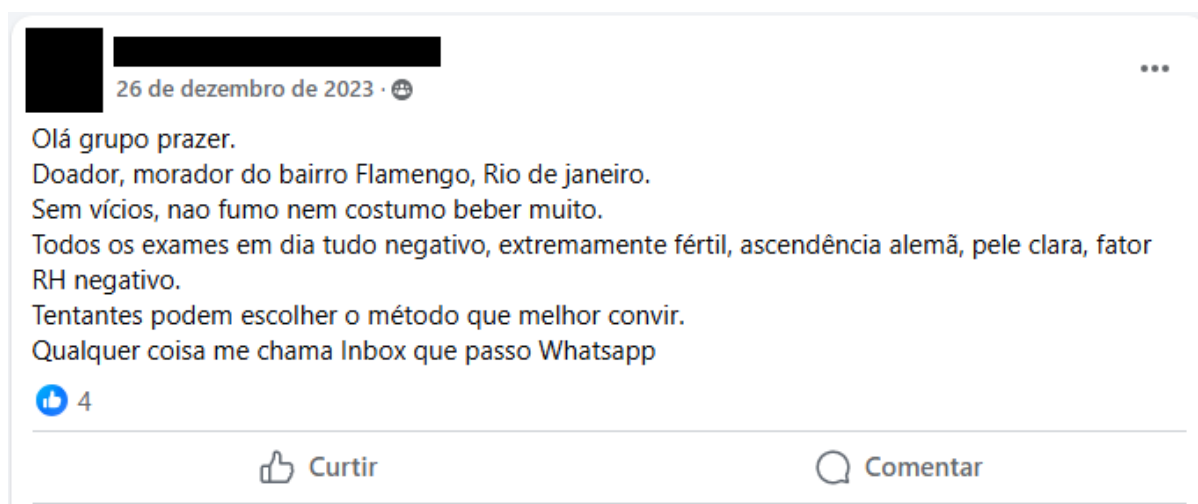 26 de dezembro de 2023 ·
Olá grupo prazer.
Doador, morador do bairro Flamengo, Rio de janeiro.
Sem vícios, nao fumo nem costumo beber muito.
Todos os exames em dia tudo negativo, extremamente fértil, ascendência alemã, pele clara, fator
RH negativo.
Tentantes podem escolher o método que melhor convir.
Qualquer coisa me chama Inbox que passo Whatsapp
4
Curtir Comentar